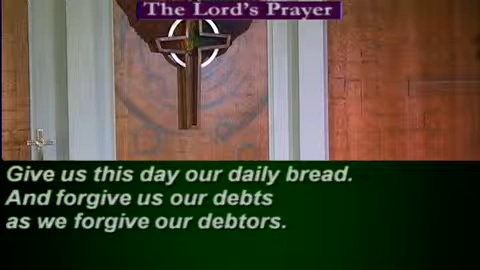 The Lord's Prayer
Give us this day our daily bread.
And forgive us our debts
as we forgive our debtors.